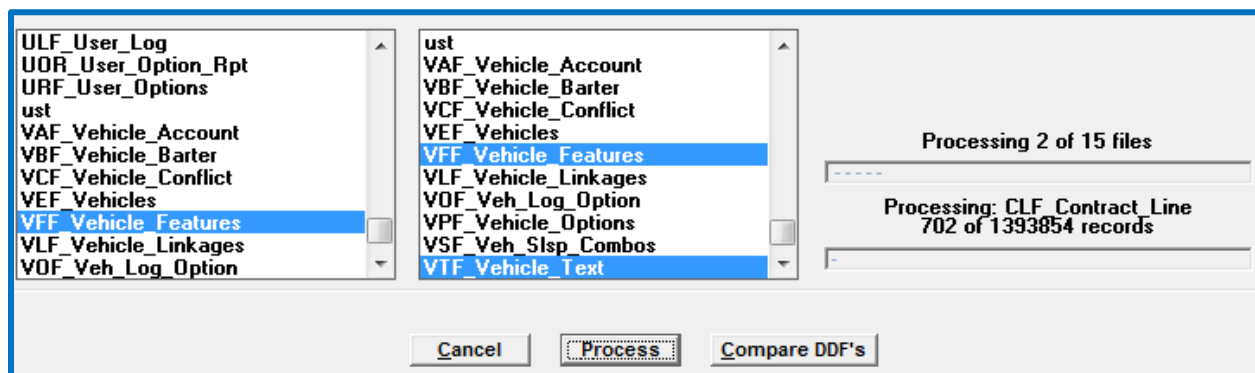 ULF_User_Log
UOR_User_Option_Rpt
URF_User_Options
ust
VAF_Vehicle_Account
VBF_Vehicle_Barter
VCF_Vehicle_Conflict
VEF_Vehicles
VFF_Vehicle_Features
VLF_Vehicle_Linkages
VOF_Veh_Log_Option
ust
VAF_Vehicle_Account
VBF_Vehicle_Barter
VCF_Vehicle_Conflict
VEF_Vehicles
VFF_Vehicle_Features
VLF_Vehicle_Linkages
VOF_Veh_Log_Option
VPF_Vehicle_Options
VSF_Veh_Slsp_Combos
VTF_Vehicle_Text
Processing 2 of 15 files
Processing: CLF_Contract_Line
702 of 1393854 records
Cancel
Process
Compare DDF's